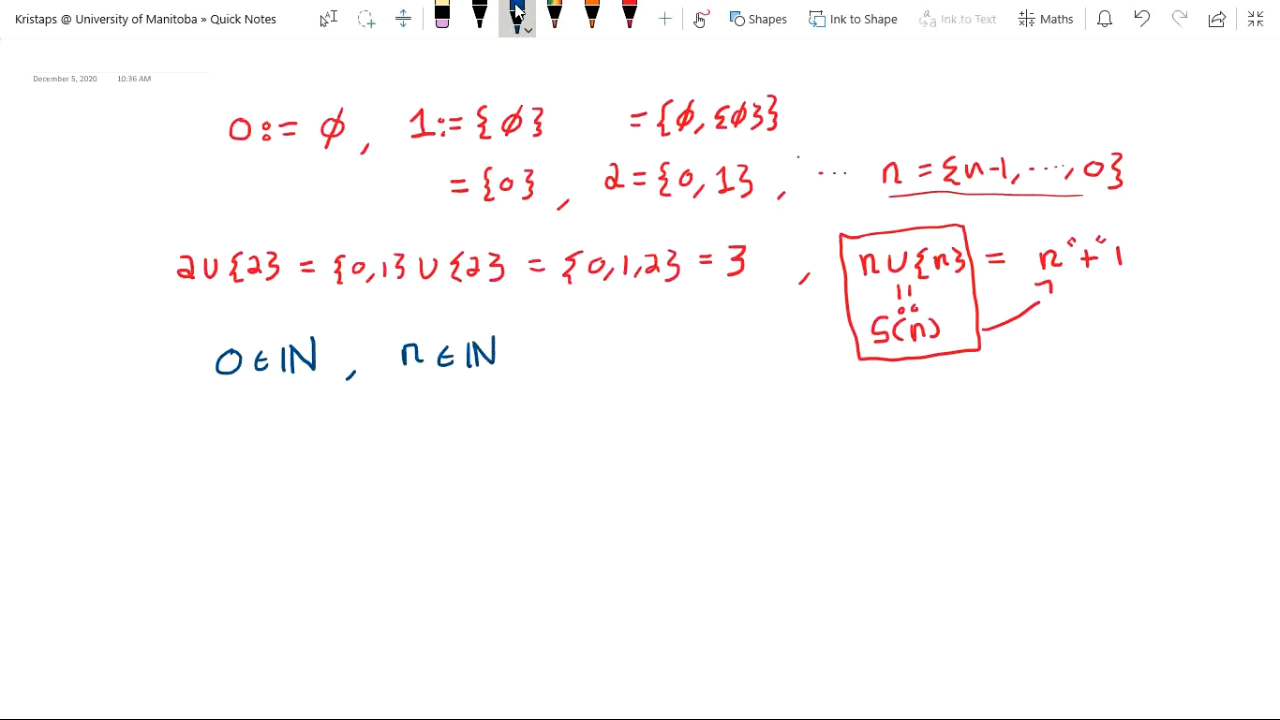 Kristaps @ University of Manitoba » Quick Notes Shapes Ink to Shape Ink to Text Maths
December 5, 2020 10:36 AM
0 := ϕ , 1 := {ϕ} = {ϕ, {ϕ}}
= {0} , 2 = {0, 1} , ... n = {n-1, ..., 0}
2 ∪ {2} = {0,1} ∪ {2} = {0,1,2} = 3 , n ∪ {n} = n "+" 1
S(n)
0 ∈ ℕ , n ∈ ℕ